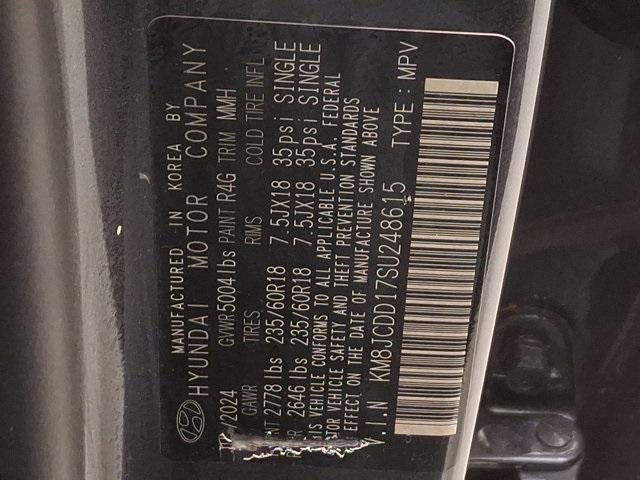 MANUFACTURED IN KOREA BY
HYUNDAI MOTOR COMPANY
2024 GVWR 5004 lbs PAINT R4G TRIM MMH
GAWR TIRES RIMS COLD TIRE INFL
2778 lbs 235/60R18 7.5JX18 35psi SINGLE
2646 lbs 235/60R18 7.5JX18 35psi SINGLE
VEHICLE CONFORMS TO ALL APPLICABLE U.S.A. FEDERAL
VEHICLE SAFETY AND THEFT PREVENTION STANDARDS
EFFECT ON THE DATE OF MANUFACTURE SHOWN ABOVE
V.I.N KM8JCDD17SU248615 TYPE : MPV